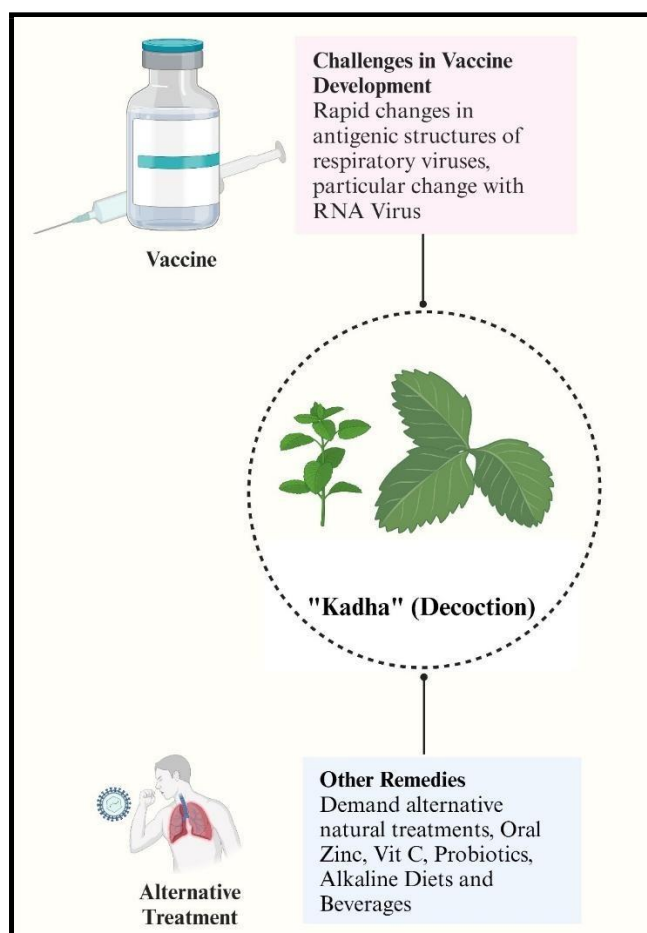 Challenges in Vaccine
Development
Rapid changes in
antigenic structures of
respiratory viruses,
particular change with
RNA Virus
Vaccine
"Kadha" (Decoction)
Other Remedies
Demand alternative
natural treatments, Oral
Zinc, Vit C, Probiotics,
Alkaline Diets and
Beverages
Alternative
Treatment